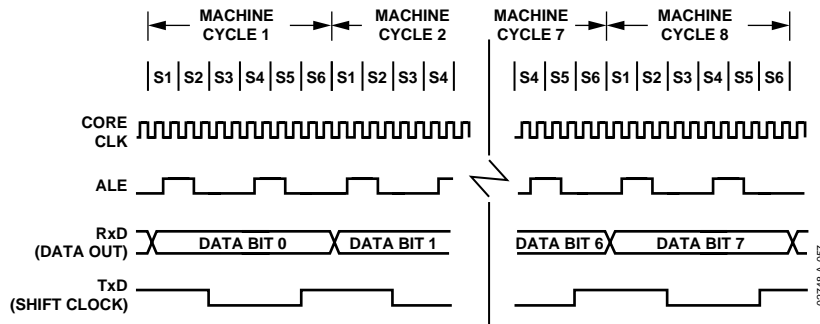 MACHINE CYCLE 1
MACHINE CYCLE 2
MACHINE CYCLE 7
MACHINE CYCLE 8
S1 S2 S3 S4 S5 S6 S1 S2 S3 S4
S4 S5 S6 S1 S2 S3 S4 S5 S6
CORE CLK
ALE
RxD (DATA OUT)
DATA BIT 0
DATA BIT 1
DATA BIT 6
DATA BIT 7
TxD (SHIFT CLOCK)